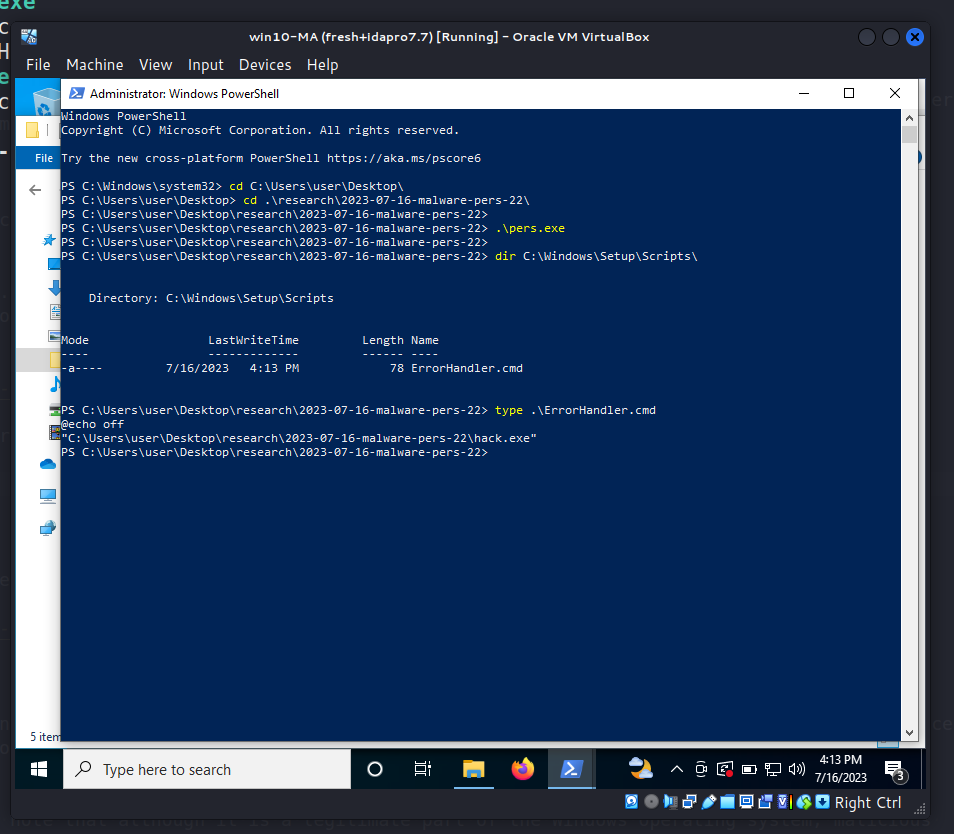 exe
win10-MA (fresh+idapro7.7) [Running] - Oracle VM VirtualBox
File Machine View Input Devices Help
Administrator: Windows PowerShell
Windows PowerShell
Copyright (C) Microsoft Corporation. All rights reserved.
File
Try the new cross-platform PowerShell https://aka.ms/pscore6
PS C:\Windows\system32> cd C:\Users\user\Desktop\
PS C:\Users\user\Desktop> cd .\research\2023-07-16-malware-pers-22\
PS C:\Users\user\Desktop\research\2023-07-16-malware-pers-22>
PS C:\Users\user\Desktop\research\2023-07-16-malware-pers-22> .\pers.exe
PS C:\Users\user\Desktop\research\2023-07-16-malware-pers-22>
PS C:\Users\user\Desktop\research\2023-07-16-malware-pers-22> dir C:\Windows\Setup\Scripts\
Directory: C:\Windows\Setup\Scripts
Mode LastWriteTime Length Name
---- ------------- ------ ----
-a---- 7/16/2023 4:13 PM 78 ErrorHandler.cmd
PS C:\Users\user\Desktop\research\2023-07-16-malware-pers-22> type .\ErrorHandler.cmd
@echo off
"C:\Users\user\Desktop\research\2023-07-16-malware-pers-22\hack.exe"
PS C:\Users\user\Desktop\research\2023-07-16-malware-pers-22>
5 item
Type here to search
4:13 PM
7/16/2023
3
Right Ctrl